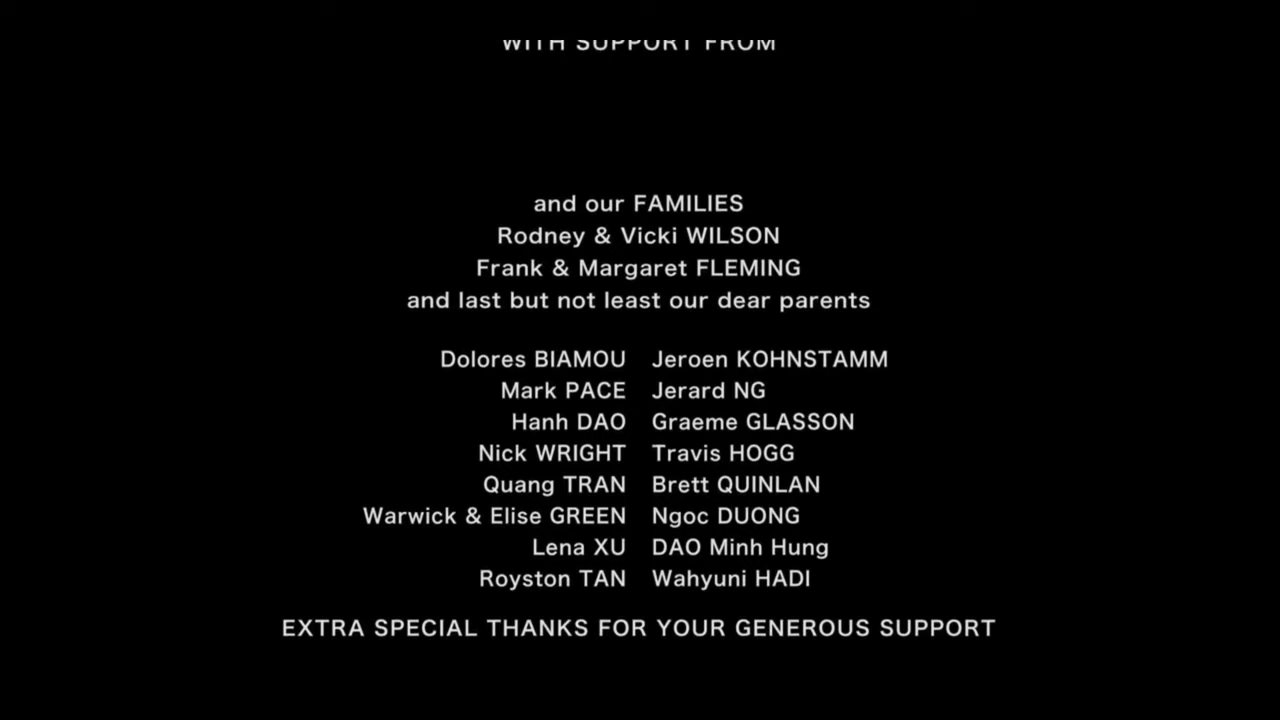 WITH SUPPORT FROM
and our FAMILIES
Rodney & Vicki WILSON
Frank & Margaret FLEMING
and last but not least our dear parents
Dolores BIAMOU Jeroen KOHNSTAMM
Mark PACE Jerard NG
Hanh DAO Graeme GLASSON
Nick WRIGHT Travis HOGG
Quang TRAN Brett QUINLAN
Warwick & Elise GREEN Ngoc DUONG
Lena XU DAO Minh Hung
Royston TAN Wahyuni HADI
EXTRA SPECIAL THANKS FOR YOUR GENEROUS SUPPORT